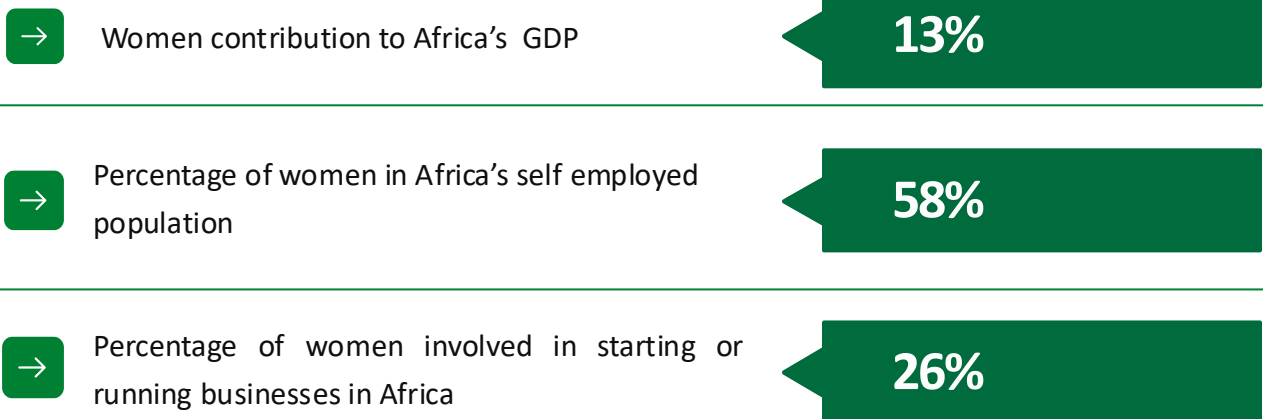 Women contribution to Africa’s GDP
13%
Percentage of women in Africa’s self employed
population
58%
Percentage of women involved in starting or
running businesses in Africa
26%